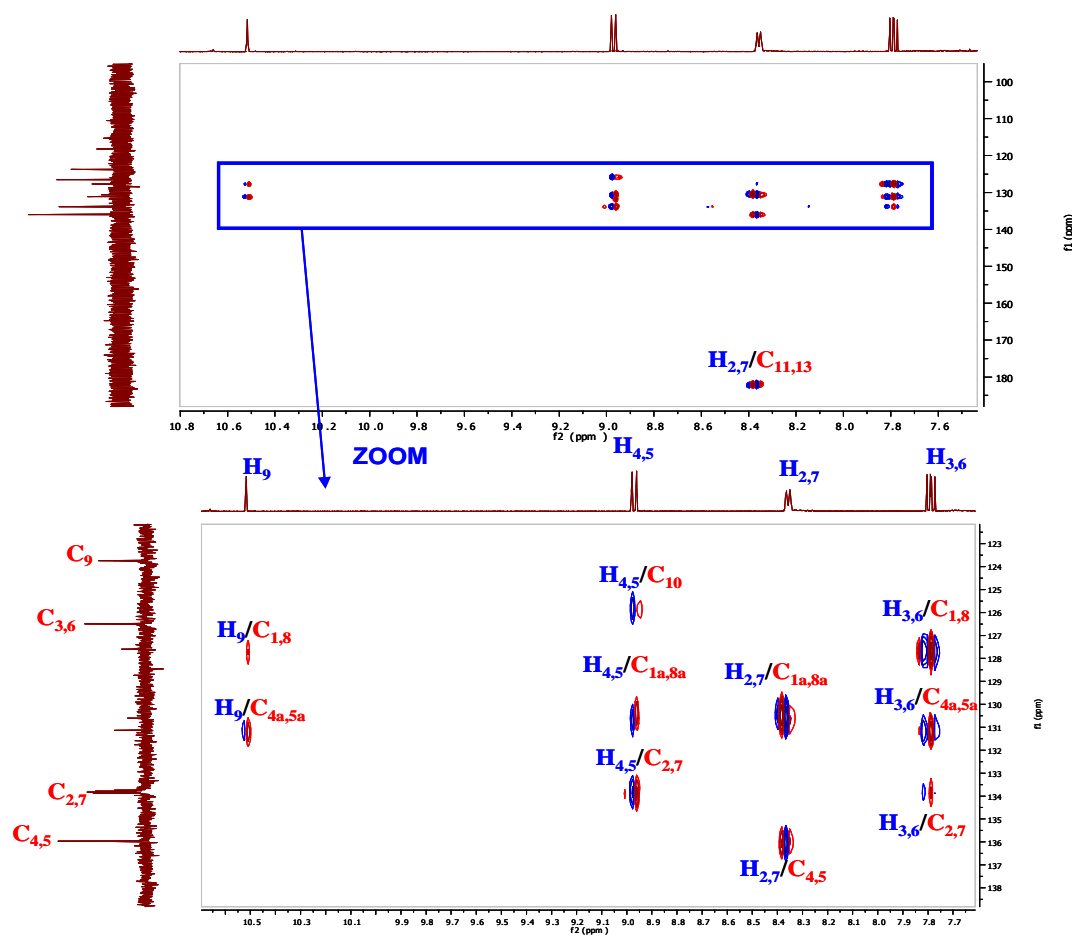 100
110
120
130
140
150
160
170
180
f1 (ppm)
H2,7/C11,13
10.8 10.6 10.4 10.2 10.0 9.8 9.6 9.4 9.2 9.0 8.8 8.6 8.4 8.2 8.0 7.8 7.6
f2 (ppm)
ZOOM
H9
H4,5
H2,7
H3,6
C9
C3,6
C2,7
C4,5
H4,5/C10
H3,6/C1,8
H9/C1,8
H4,5/C1a,8a
H2,7/C1a,8a
H9/C4a,5a
H3,6/C4a,5a
H4,5/C2,7
H3,6/C2,7
H2,7/C4,5
123
124
125
126
127
128
129
130
131
132
133
134
135
136
137
138
f1 (ppm)
10.5 10.3 10.1 9.9 9.8 9.7 9.6 9.5 9.4 9.3 9.2 9.1 9.0 8.9 8.8 8.7 8.6 8.5 8.4 8.3 8.2 8.1 8.0 7.9 7.8 7.7
f2 (ppm)